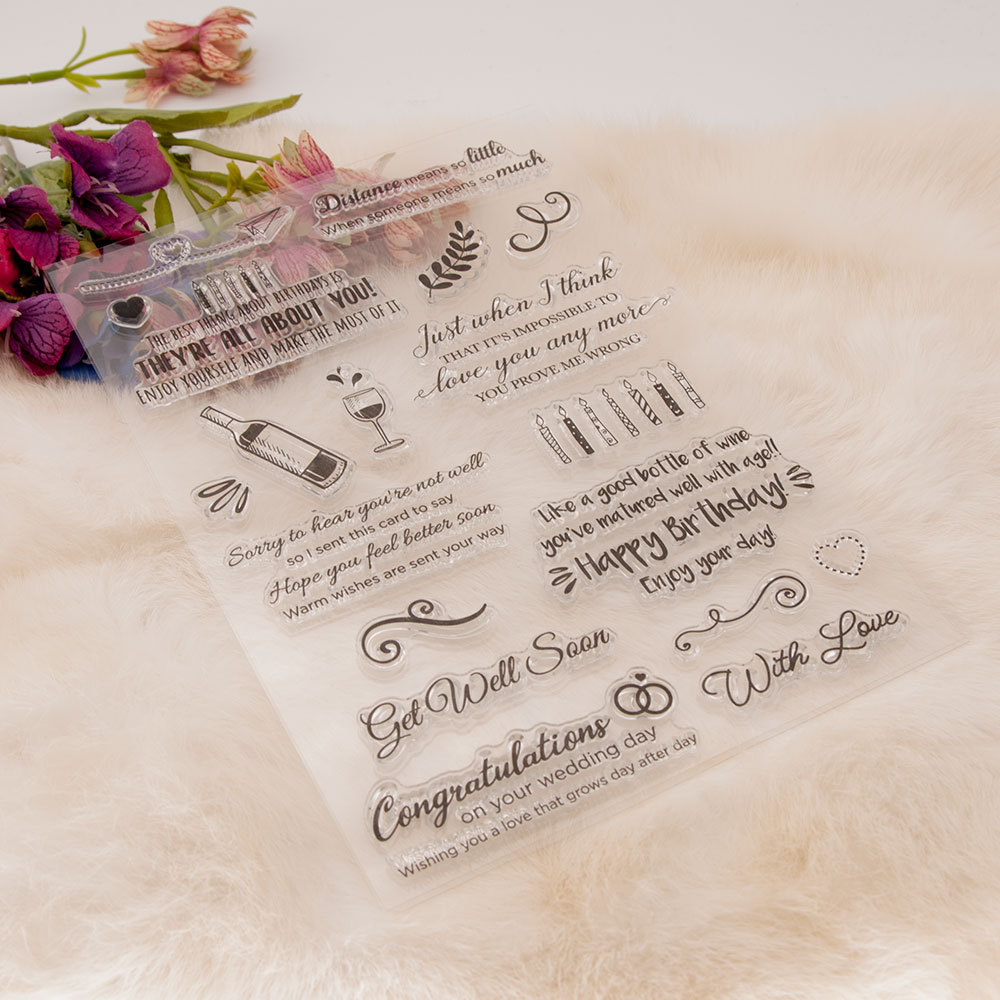 Distance means so little
When someone means so much
THE BEST THING ABOUT BIRTHDAYS IS
THEY'RE ALL ABOUT YOU!
ENJOY YOURSELF AND MAKE THE MOST OF IT
Just when I think
THAT IT'S IMPOSSIBLE TO
love you any more
YOU PROVE ME WRONG
Sorry to hear you're not well
so I sent this card to say
Hope you feel better soon
Warm wishes are sent your way
Like a good bottle of wine
you've matured well with age!!
Happy Birthday!
Enjoy your day!
Get Well Soon
With Love
Congratulations
on your wedding day
Wishing you a love that grows day after day